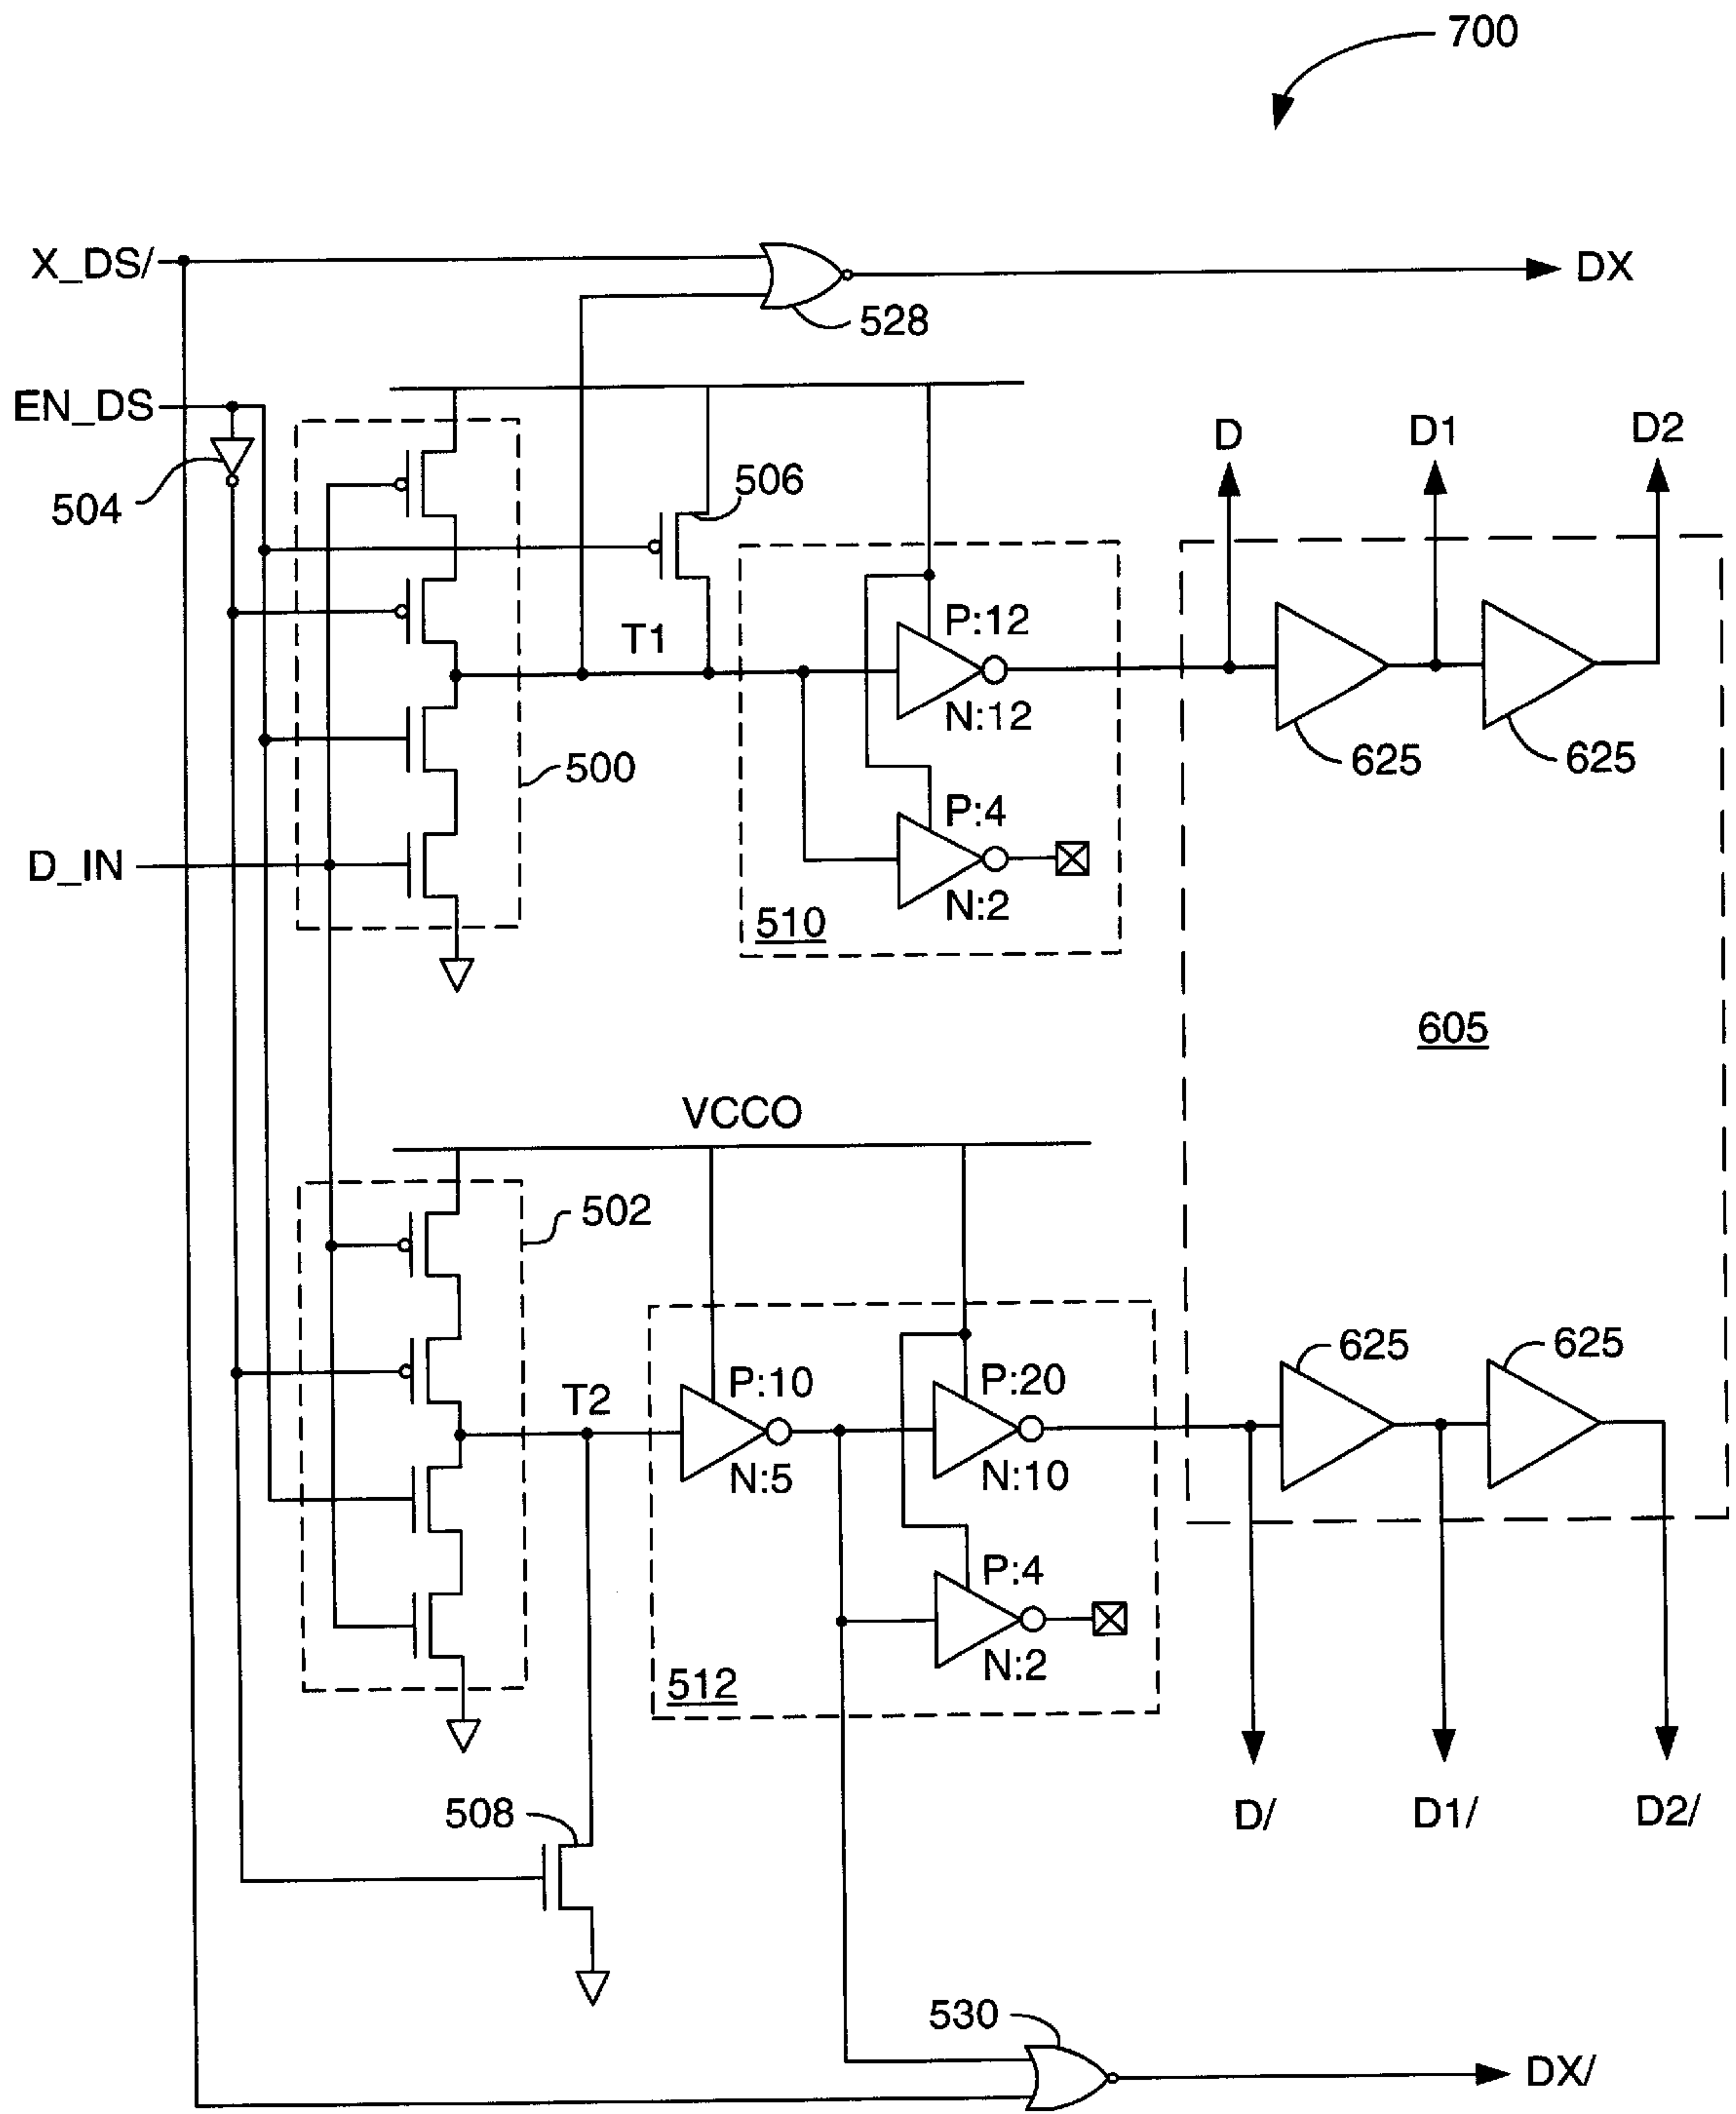 700
X_DS/
DX
528
EN_DS
D
D1
D2
504
506
P:12
T1
N:12
625
625
500
P:4
D_IN
N:2
510
605
VCCO
502
625
625
P:10
P:20
T2
N:5
N:10
P:4
N:2
512
508
D/
D1/
D2/
530
DX/